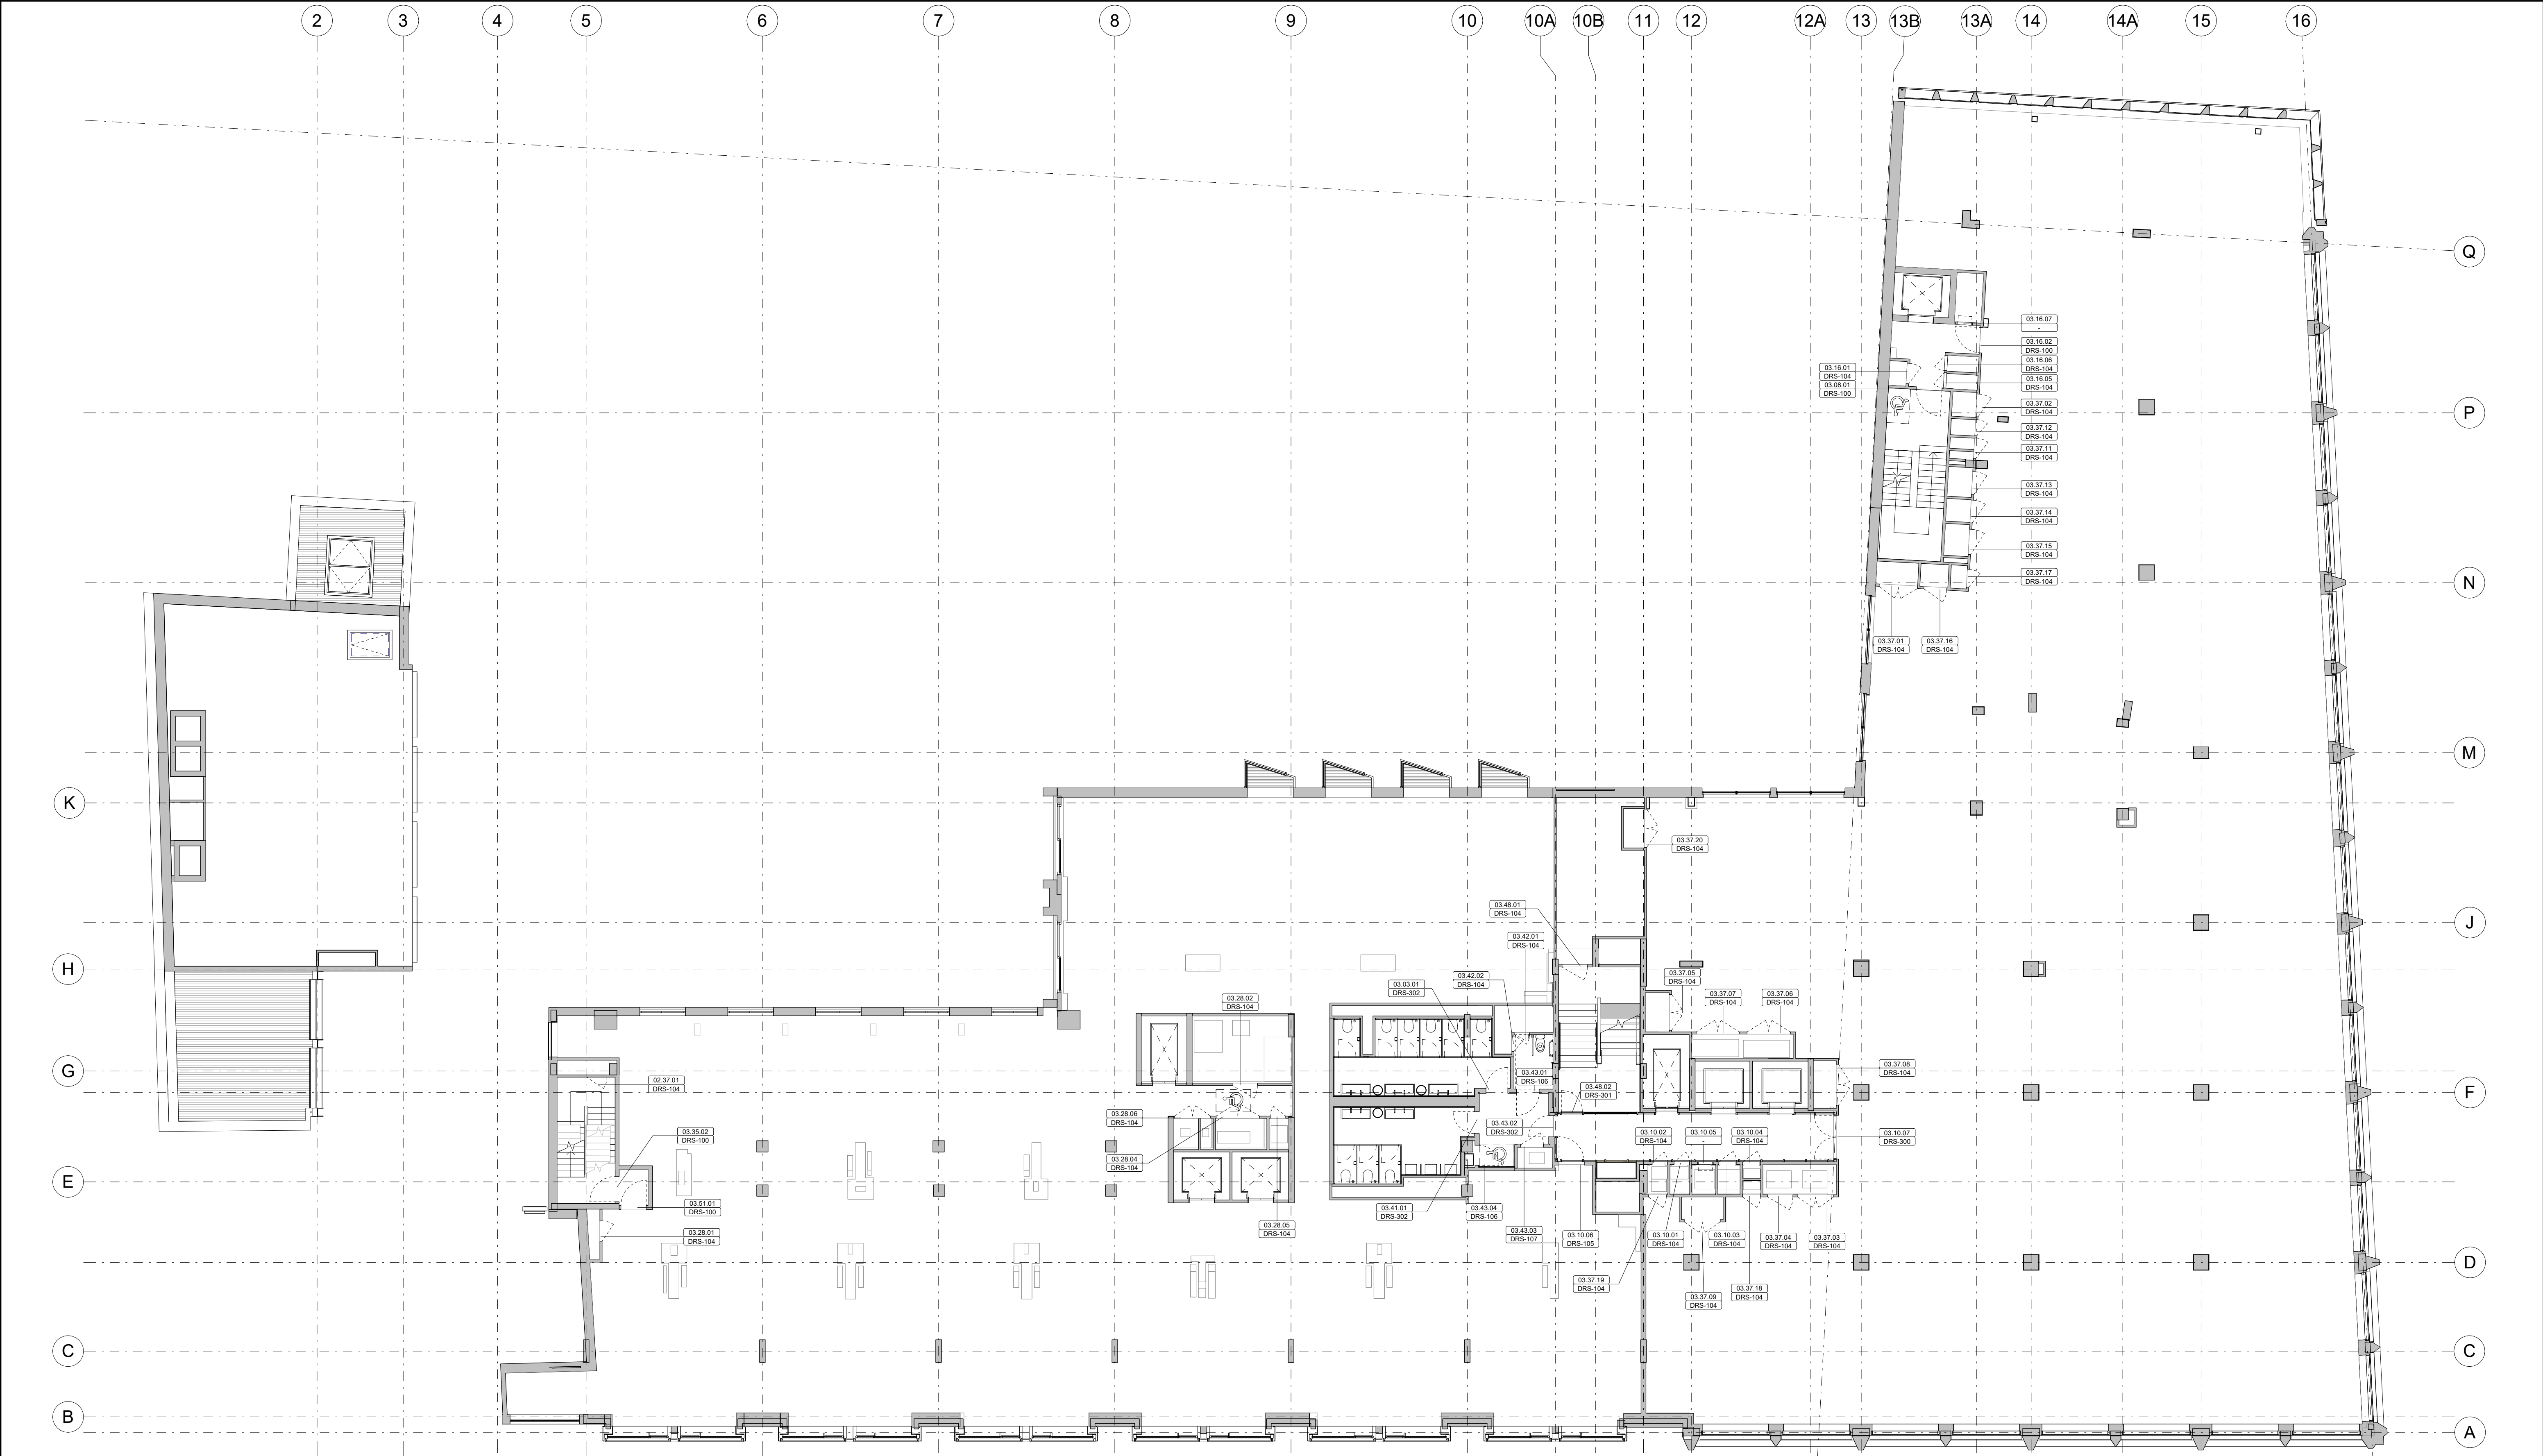 2 3 4 5 6 7 8 9 10 10A 10B 11 12 12A 13 13B 13A 14 14A 15 16
Q
03.16.07
-
03.16.02
DRS-100
03.16.06
DRS-104
03.16.01
DRS-104
03.16.05
DRS-104
03.08.01
DRS-100
03.37.02
DRS-104
P
03.37.12
DRS-104
03.37.11
DRS-104
03.37.13
DRS-104
03.37.14
DRS-104
03.37.15
DRS-104
03.37.17
DRS-104
N
03.37.01
DRS-104
03.37.16
DRS-104
M
K
03.37.20
DRS-104
03.48.01
DRS-104
J
03.42.01
DRS-104
H
03.42.02
DRS-104
03.37.05
DRS-104
03.03.01
DRS-302
03.28.02
DRS-104
03.37.07
DRS-104
03.37.06
DRS-104
G
03.37.08
DRS-104
03.43.01
DRS-106
02.37.01
DRS-104
03.48.02
DRS-301
F
03.28.06
DRS-104
03.43.02
DRS-302
03.35.02
DRS-100
03.10.02
DRS-104
03.10.05
-
03.10.04
DRS-104
03.10.07
DRS-300
03.28.04
DRS-104
E
03.51.01
DRS-100
03.41.01
DRS-302
03.43.04
DRS-106
03.28.05
DRS-104
03.28.01
DRS-104
03.43.03
DRS-107
03.10.06
DRS-105
03.10.01
DRS-104
03.10.03
DRS-104
03.37.04
DRS-104
03.37.03
DRS-104
D
03.37.19
DRS-104
03.37.18
DRS-104
03.37.09
DRS-104
C C
B
A